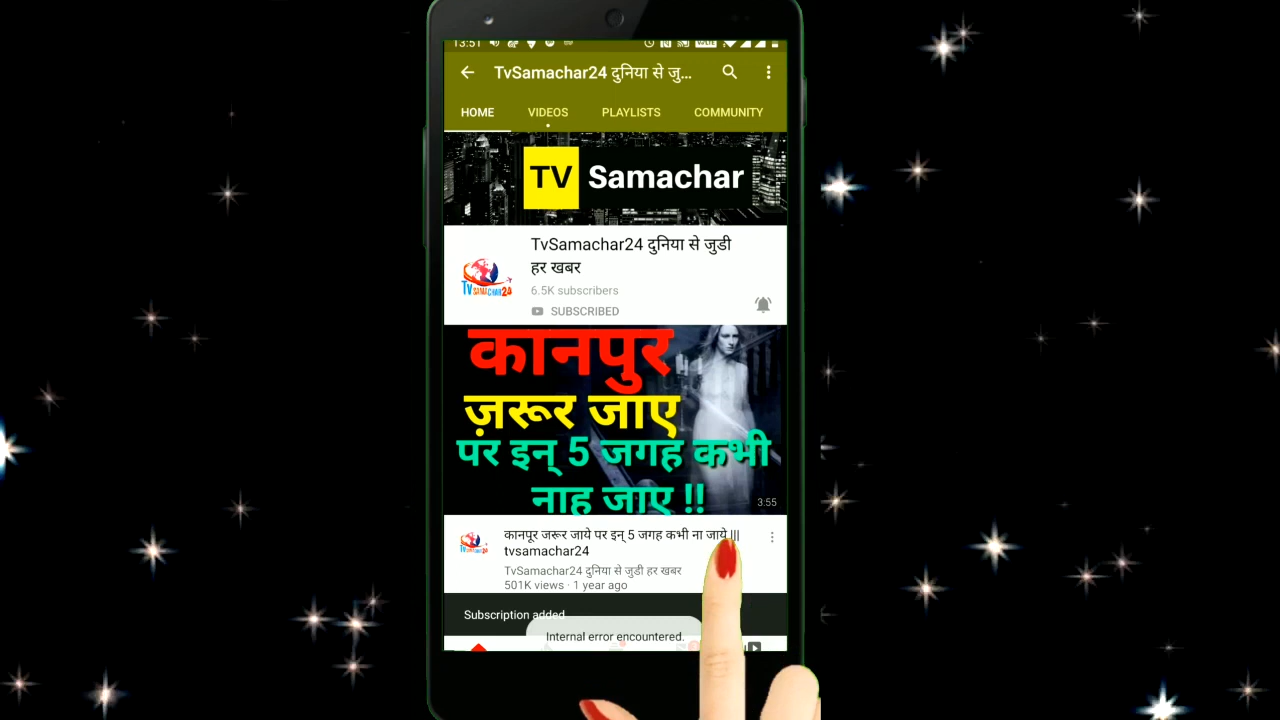 13:51
TvSamachar24 दुनिया से जु...
HOME VIDEOS PLAYLISTS COMMUNITY
TV Samachar
TvSamachar24 दुनिया से जुडी
हर खबर
6.5K subscribers
SUBSCRIBED
TV SAMACHAR24
कानपुर
ज़रूर जाए
पर इन् 5 जगह कभी
नाह जाए !!
3:55
कानपूर जरूर जाये पर इन् 5 जगह कभी ना जाये |||
tvsamachar24
TvSamachar24 दुनिया से जुडी हर खबर
501K views · 1 year ago
Subscription added
Internal error encountered.